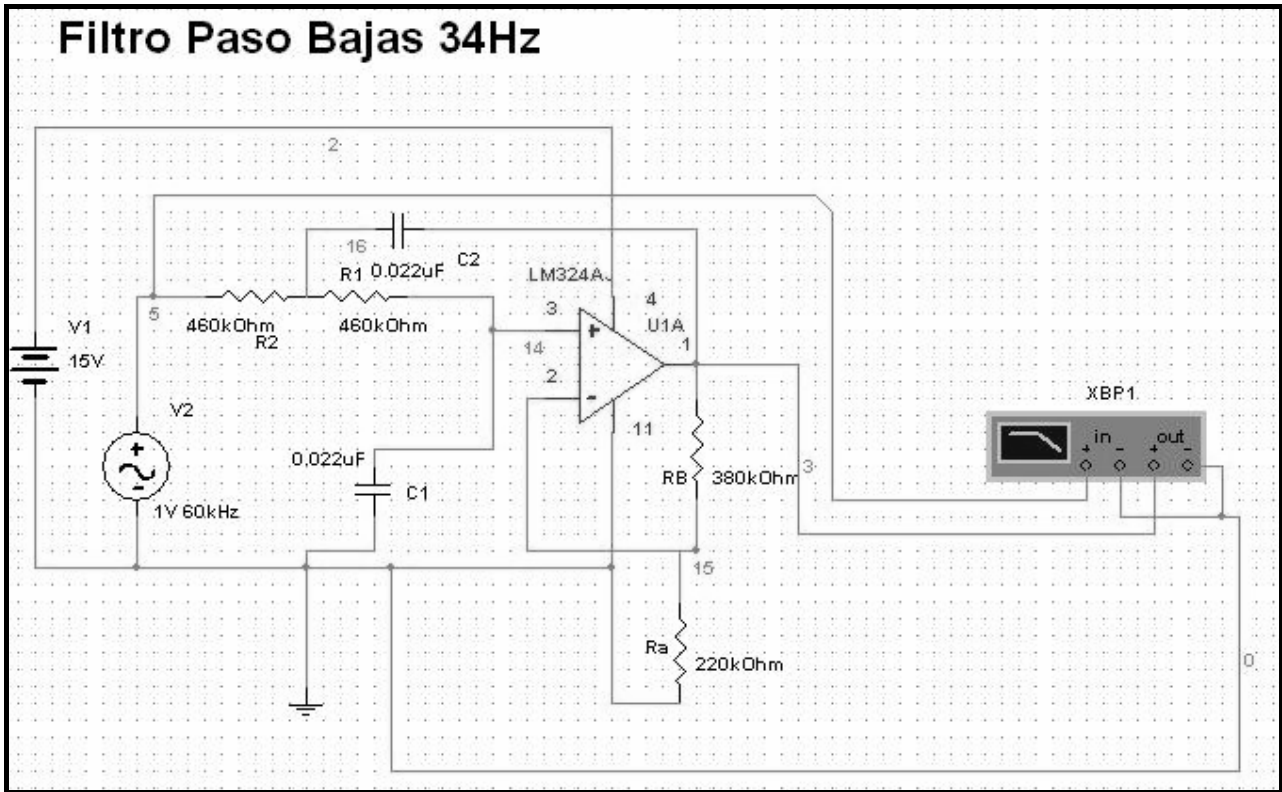 Filtro Paso Bajas 34Hz
2
16
R1 0.022uF
C2
LM324A
3
4
U1A
5
460kOhm
R2
460kOhm
V1
15V
14
1
2
V2
11
XBP1
in
out
+ - + -
0,022uF
C1
RB
380kOhm
3
1V 60kHz
15
Ra
220kOhm
0